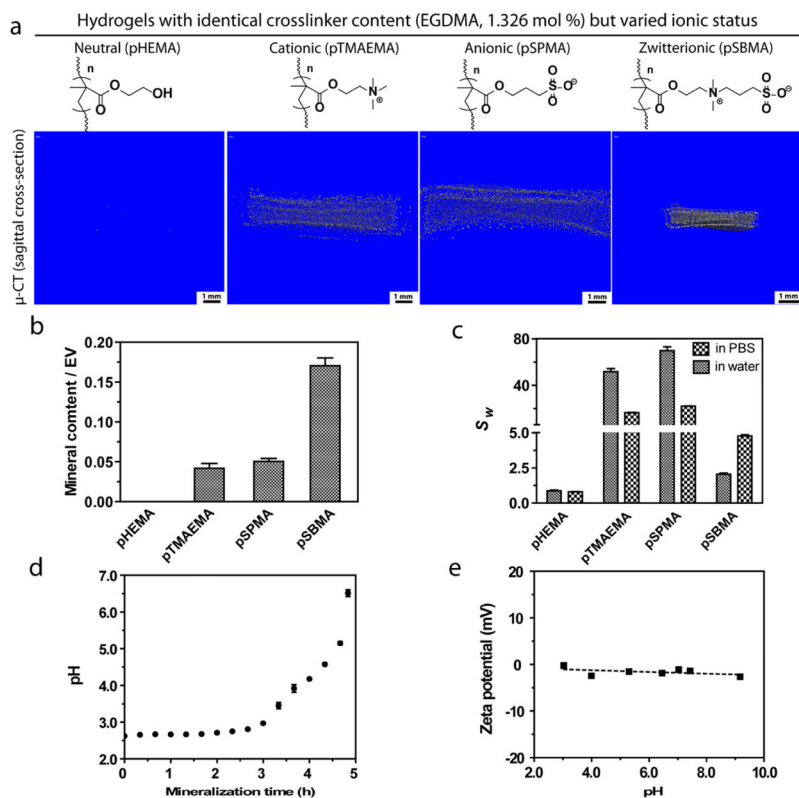 Hydrogels with identical crosslinker content (EGDMA, 1.326 mol %) but varied ionic status
a
Neutral (pHEMA) Cationic (pTMAEMA) Anionic (pSPMA) Zwitterionic (pSBMA)
n n n n
O OH O N O S O⊖ O N S O⊖
O ⊕ O O O O ⊕ O O
μ-CT (sagittal cross-section)
1 mm 1 mm 1 mm 1 mm
b
Mineral comtent / EV
0.20
0.15
0.10
0.05
0.00
pHEMA pTMAEMA pSPMA pSBMA
c
in PBS
in water
Sw
80
40
5.0
2.5
0.0
pHEMA pTMAEMA pSPMA pSBMA
d
pH
7.0
6.0
5.0
4.0
3.0
2.0
0 1 2 3 4 5
Mineralization time (h)
e
Zeta potential (mV)
20
10
0
-10
-20
2.0 4.0 6.0 8.0 10.0
pH